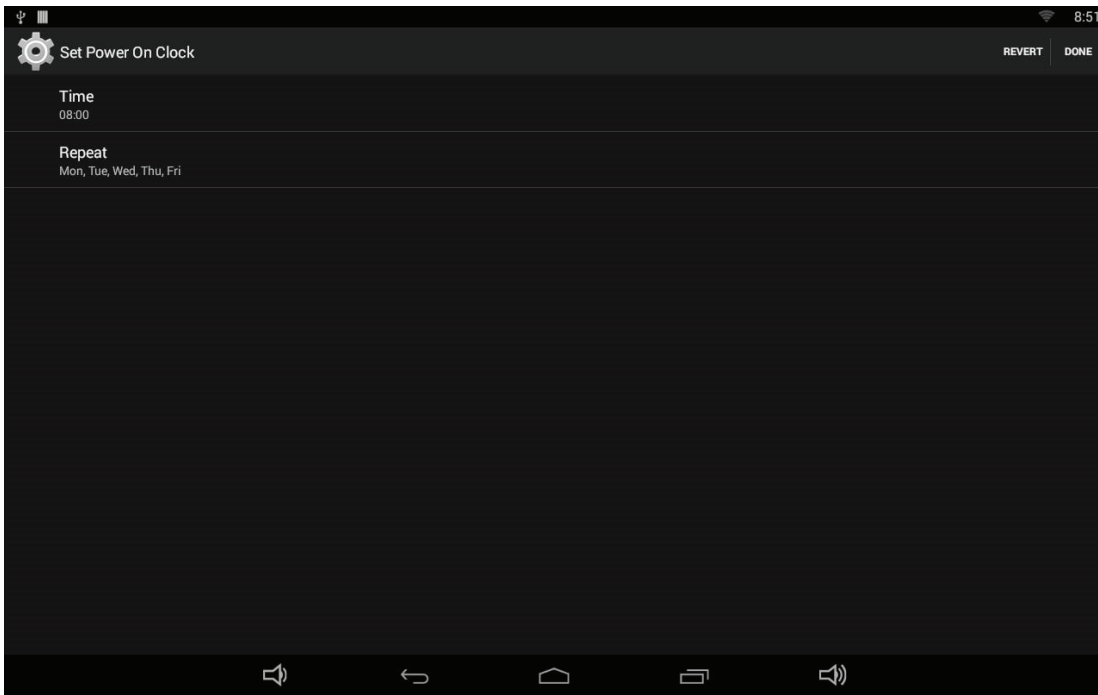 8:51
Set Power On Clock
REVERT
DONE
Time
08:00
Repeat
Mon, Tue, Wed, Thu, Fri